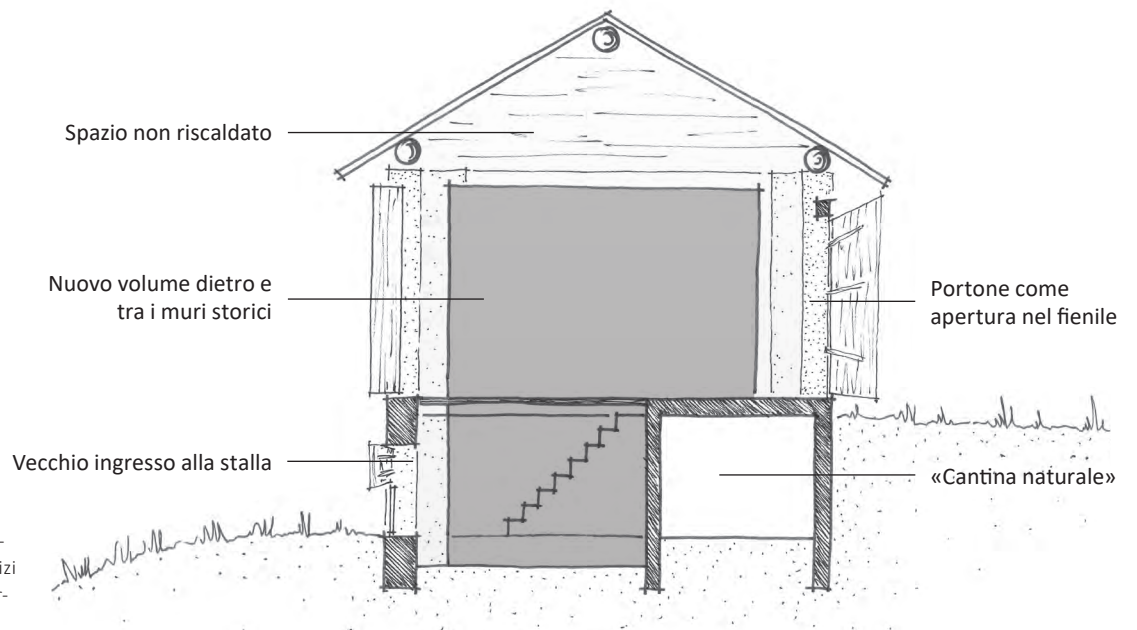 Spazio non riscaldato
Nuovo volume dietro e
tra i muri storici
Portone come
apertura nel fienile
Vecchio ingresso alla stalla
«Cantina naturale»